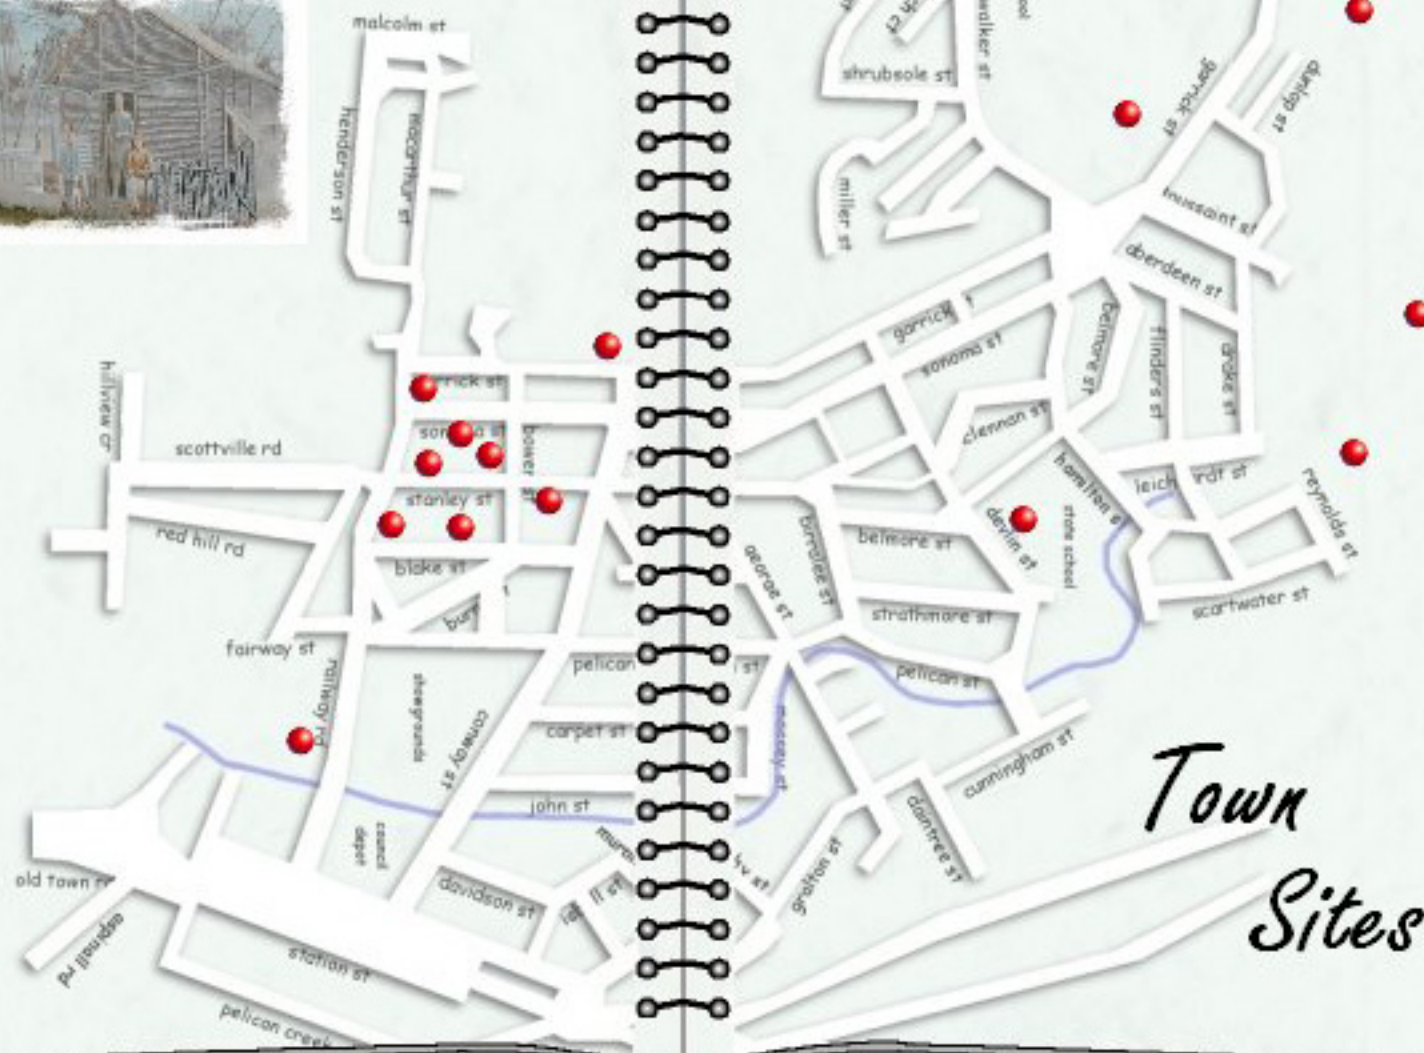 malcolm st
henderson st
macarthur st
hillview cr
scottville rd
red hill rd
rrick st
st
bower st
stanley st
blake st
fairway st
railway rd
showgrounds
conway st
pelican
st
carpet st
john st
council
depot
old town rd
aspinall rd
station st
pelican creek
davidson st
walker st
shrubsole st
miller st
garrick st
dunlop st
toussaint st
aberdeen st
garrick
sonoma st
belmore st
flinders st
drake st
clennan st
hamilton s
leich rdt st
reynolds st
state school
devlin st
belmore st
birralee st
george st
strathmore st
scartwater st
pelican st
massey st
cunningham st
daintree st
gralton st
Town
Sites